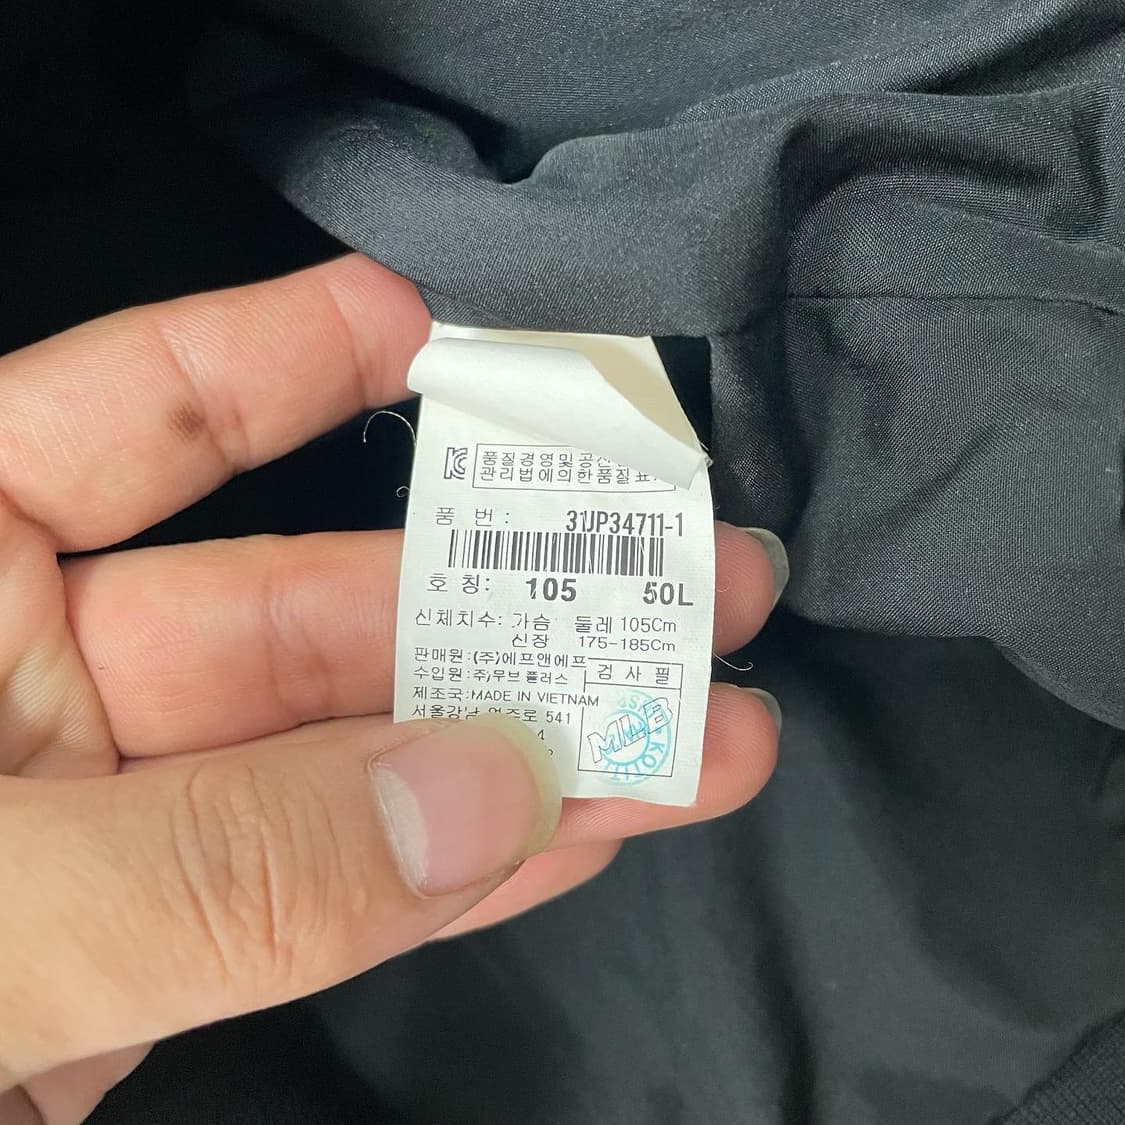 품질경영및공산
관리법에의한품질표
품 번 : 31JP34711-1
호 칭: 105 50L
신체치수: 가슴 둘레 105Cm
신장 175-185Cm
판매원:(주)에프앤에프
수입원:주)무브 플러스
검 사 필
제조국:MADE IN VIETNAM
서울강남 언주로 541
4
MLB